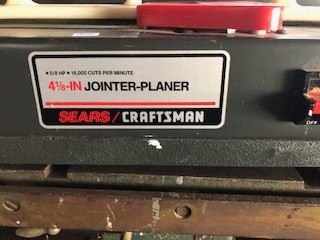 • 5/8 HP • 16,000 CUTS PER MINUTE
4⅛-IN JOINTER-PLANER
SEARS / CRAFTSMAN
OFF